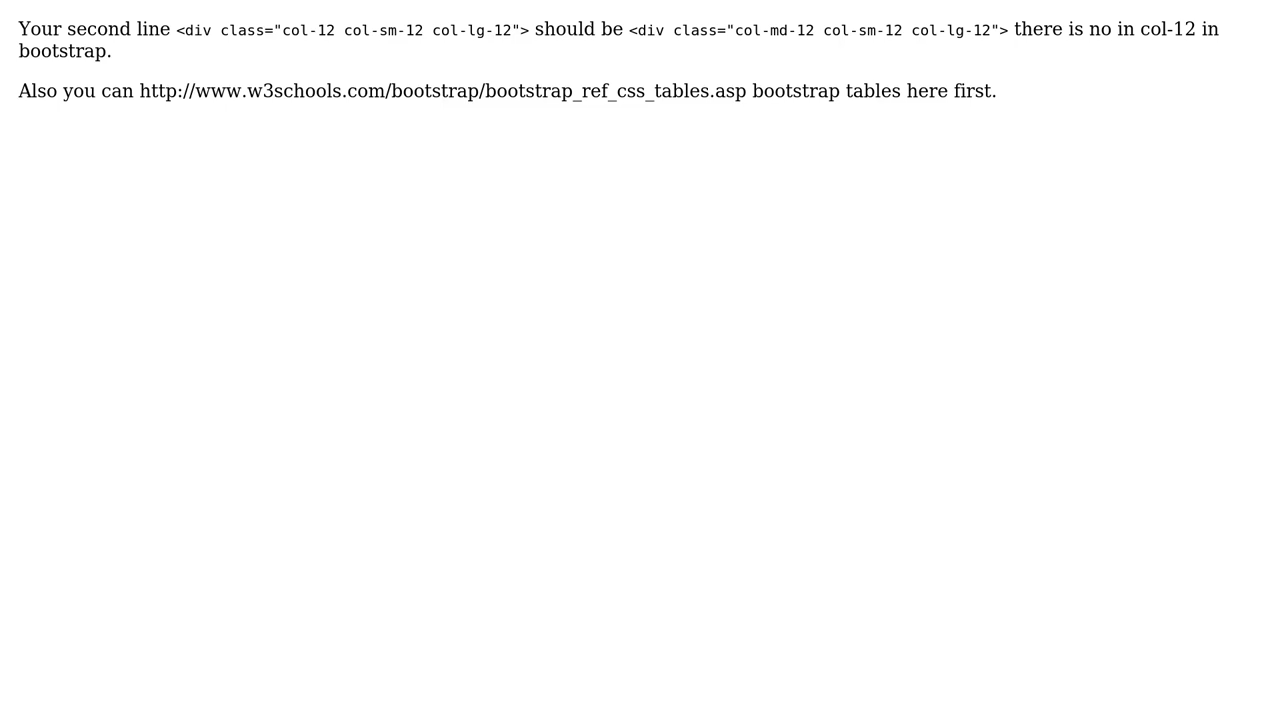 Your second line <div class="col-12 col-sm-12 col-lg-12"> should be <div class="col-md-12 col-sm-12 col-lg-12"> there is no in col-12 in
bootstrap.
Also you can http://www.w3schools.com/bootstrap/bootstrap_ref_css_tables.asp bootstrap tables here first.